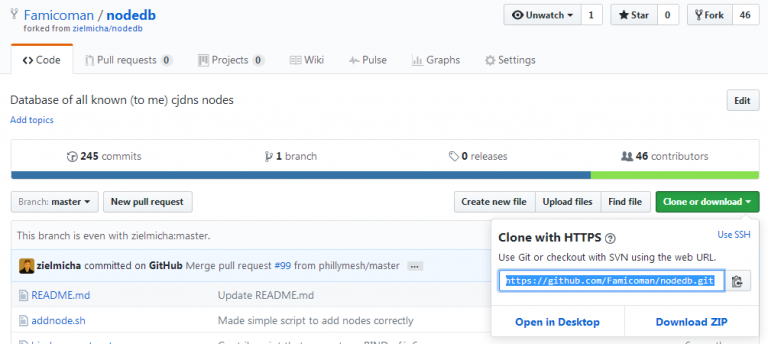 Famicoman / nodedb
forked from zielmicha/nodedb
Unwatch 1 Star 0 Fork 46
Code Pull requests 0 Projects 0 Wiki Pulse Graphs Settings
Database of all known (to me) cjdns nodes Edit
Add topics
245 commits 1 branch 0 releases 46 contributors
Branch: master New pull request Create new file Upload files Find file Clone or download
This branch is even with zielmicha:master.
zielmicha committed on GitHub Merge pull request #99 from phillymesh/master ...
README.md Update README.md
addnode.sh Made simple script to add nodes correctly
Clone with HTTPS Use SSH
Use Git or checkout with SVN using the web URL.
https://github.com/Famicoman/nodedb.git
Open in Desktop Download ZIP